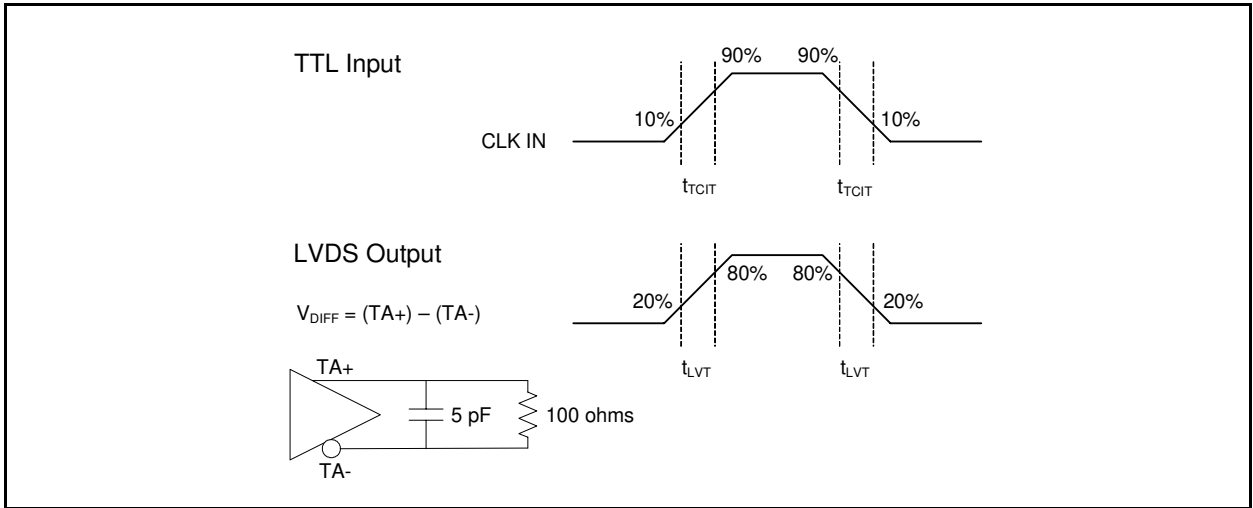 TTL Input
90% 90%
10% 10%
CLK IN
tTCIT tTCIT
LVDS Output
80% 80%
20% 20%
VDIFF = (TA+) – (TA-)
tLVT tLVT
TA+
5 pF 100 ohms
TA-